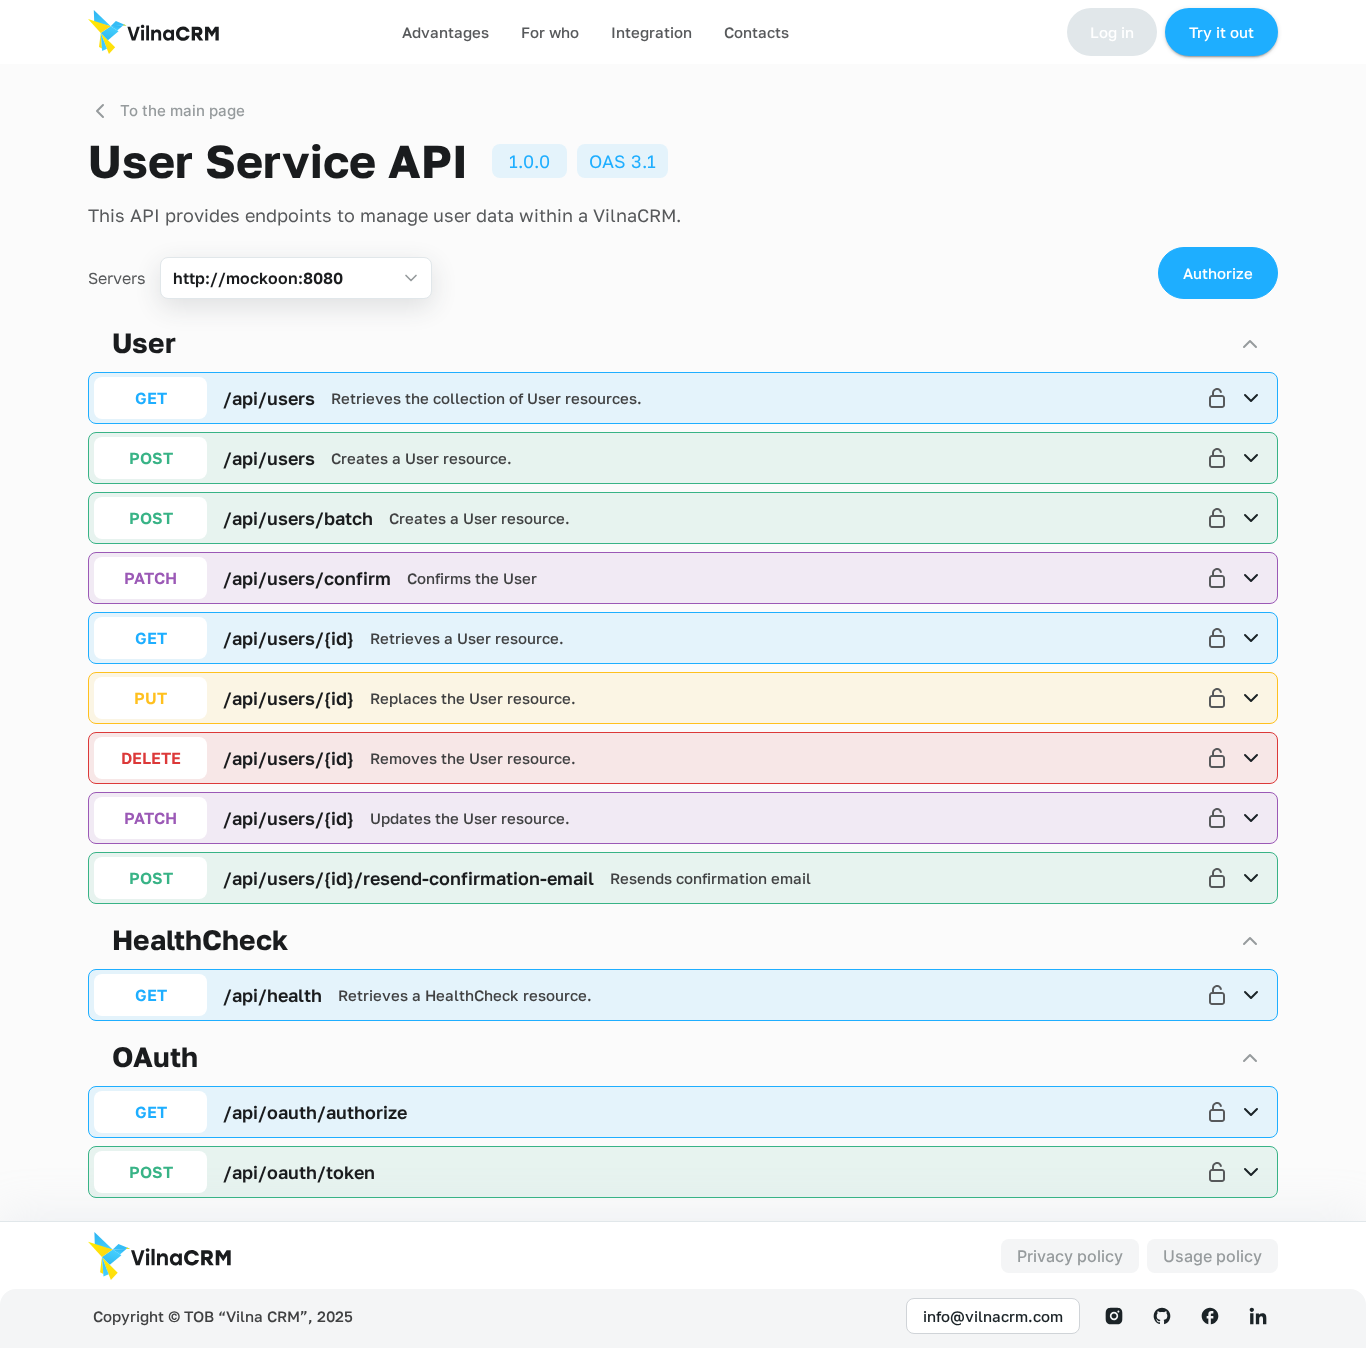 VilnaCRM Advantages For who Integration Contacts Log in Try it out
To the main page
User Service API 1.0.0 OAS 3.1
This API provides endpoints to manage user data within a VilnaCRM.
Servers http://mockoon:8080 Authorize
User
GET /api/users Retrieves the collection of User resources.
POST /api/users Creates a User resource.
POST /api/users/batch Creates a User resource.
PATCH /api/users/confirm Confirms the User
GET /api/users/{id} Retrieves a User resource.
PUT /api/users/{id} Replaces the User resource.
DELETE /api/users/{id} Removes the User resource.
PATCH /api/users/{id} Updates the User resource.
POST /api/users/{id}/resend-confirmation-email Resends confirmation email
HealthCheck
GET /api/health Retrieves a HealthCheck resource.
OAuth
GET /api/oauth/authorize
POST /api/oauth/token
VilnaCRM Privacy policy Usage policy
Copyright © ТОВ “Vilna CRM”, 2025 info@vilnacrm.com